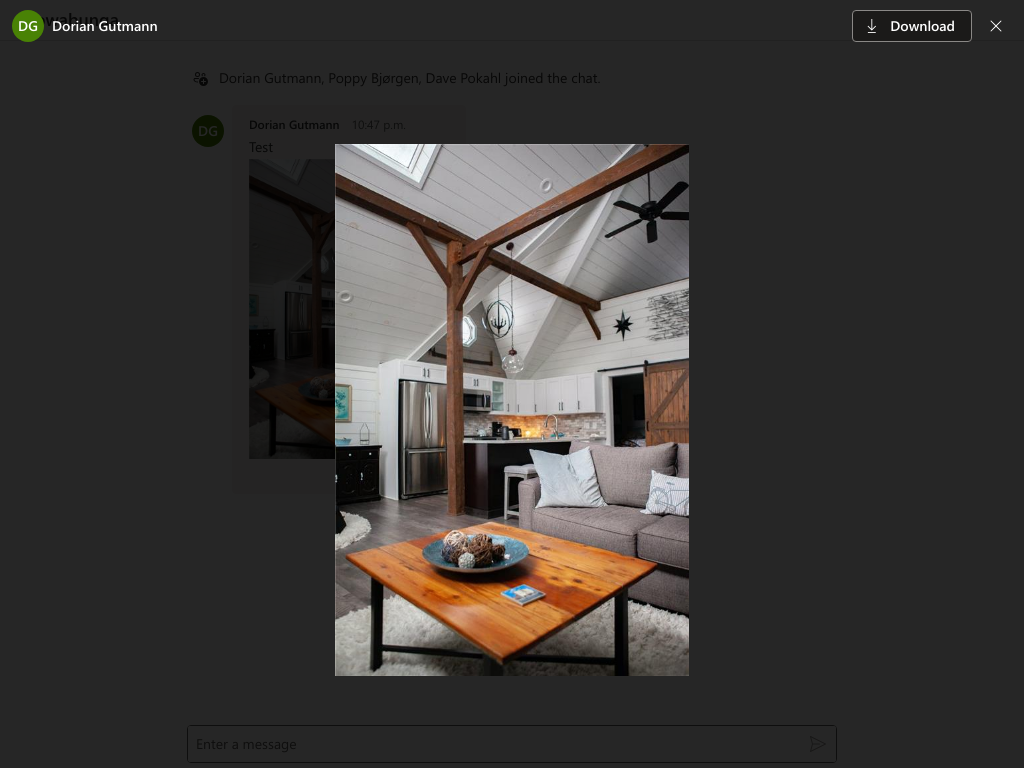 DG Dorian Gutmann
Download
Dorian Gutmann, Poppy Bjørgen, Dave Pokahl joined the chat.
DG
Dorian Gutmann 10:47 p.m.
Test
Enter a message